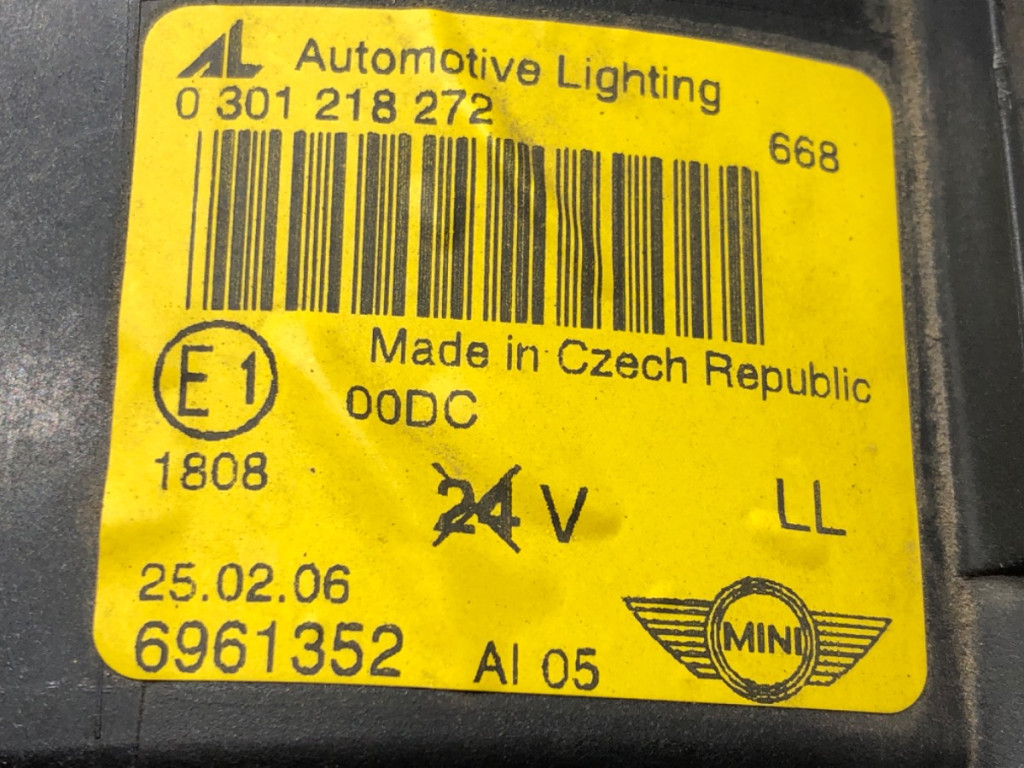 AL Automotive Lighting
0 301 218 272
668
Made in Czech Republic
E1
00DC
1808
24 V
LL
25.02.06
6961352
AI 05
MINI